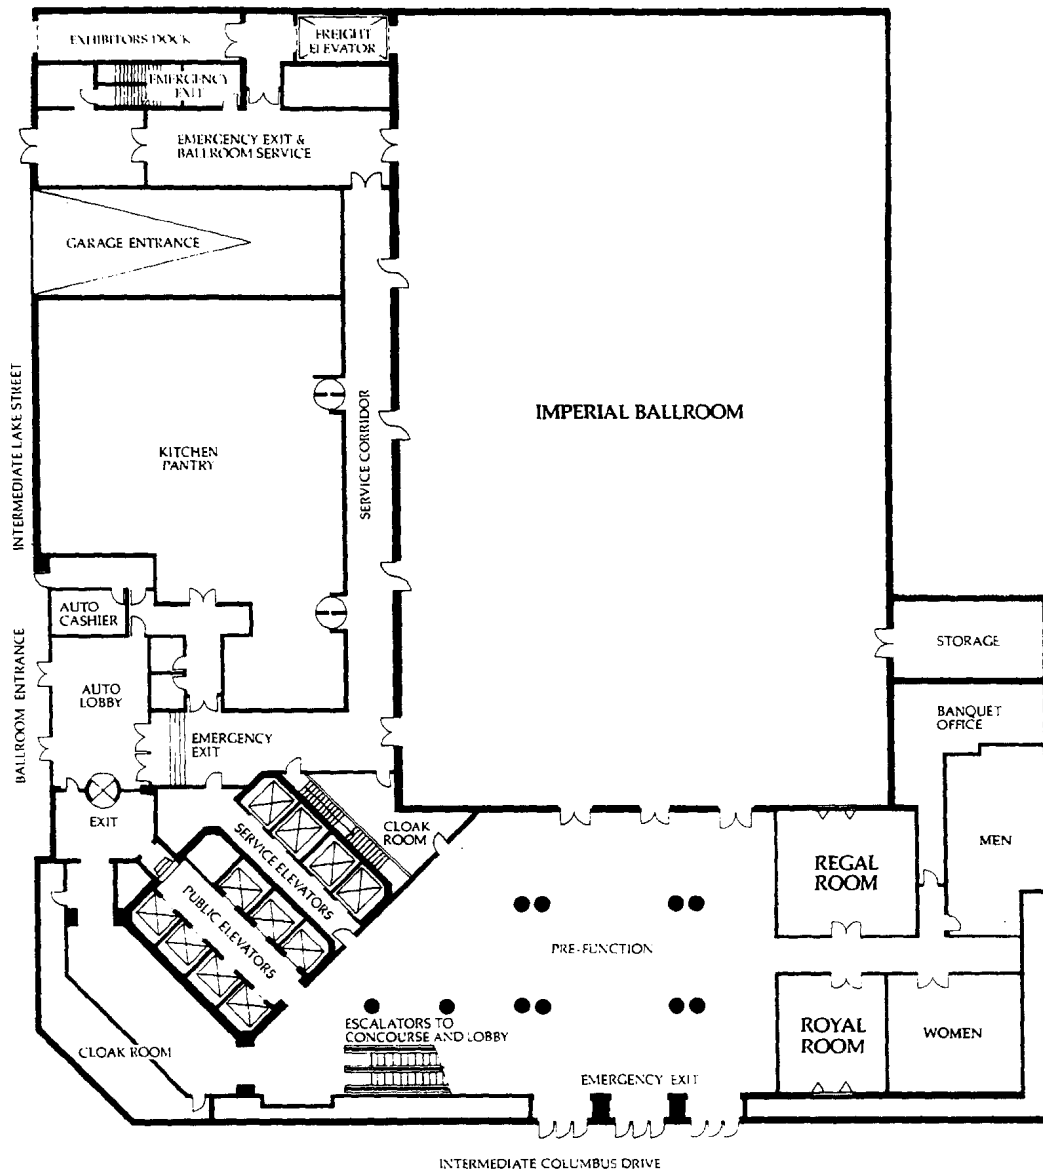 EXHIBITORS DOCK
FREIGHT
ELEVATOR
EMERGENCY
EXIT
EMERGENCY EXIT &
BALLROOM SERVICE
GARAGE ENTRANCE
INTERMEDIATE LAKE STREET
KITCHEN
PANTRY
SERVICE CORRIDOR
IMPERIAL BALLROOM
AUTO
CASHIER
BALLROOM ENTRANCE
AUTO
LOBBY
STORAGE
BANQUET
OFFICE
EMERGENCY
EXIT
EXIT
CLOAK
ROOM
SERVICE ELEVATORS
PUBLIC ELEVATORS
REGAL
ROOM
MEN
PRE-FUNCTION
ESCALATORS TO
CONCOURSE AND LOBBY
ROYAL
ROOM
WOMEN
CLOAK ROOM
EMERGENCY EXIT
INTERMEDIATE COLUMBUS DRIVE